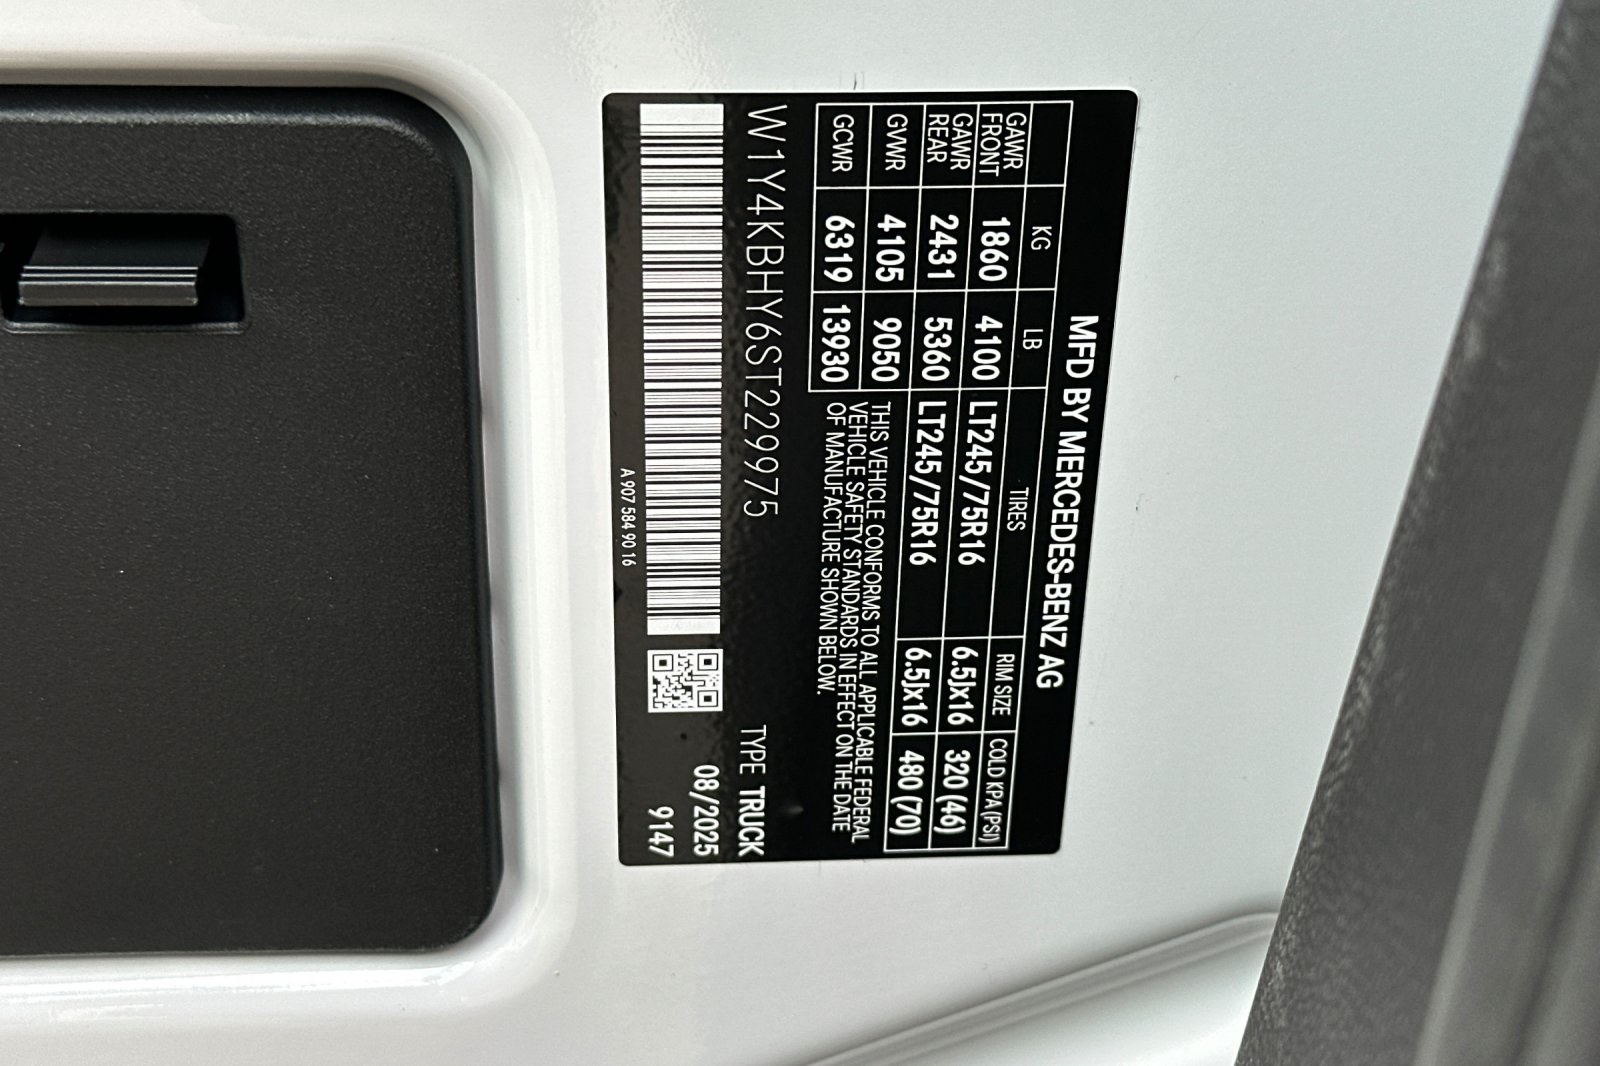 MFD BY MERCEDES-BENZ AG
KG LB TIRES RIM SIZE COLD KPA(PSI)
GAWR FRONT 1860 4100 LT245/75R16 6.5Jx16 320 (46)
GAWR REAR 2431 5360 LT245/75R16 6.5Jx16 480 (70)
GVWR 4105 9050
GCWR 6319 13930
THIS VEHICLE CONFORMS TO ALL APPLICABLE FEDERAL
VEHICLE SAFETY STANDARDS IN EFFECT ON THE DATE
OF MANUFACTURE SHOWN BELOW.
W1Y4KBHY6ST229975
TYPE TRUCK
08/2025
9147
A 907 584 90 16